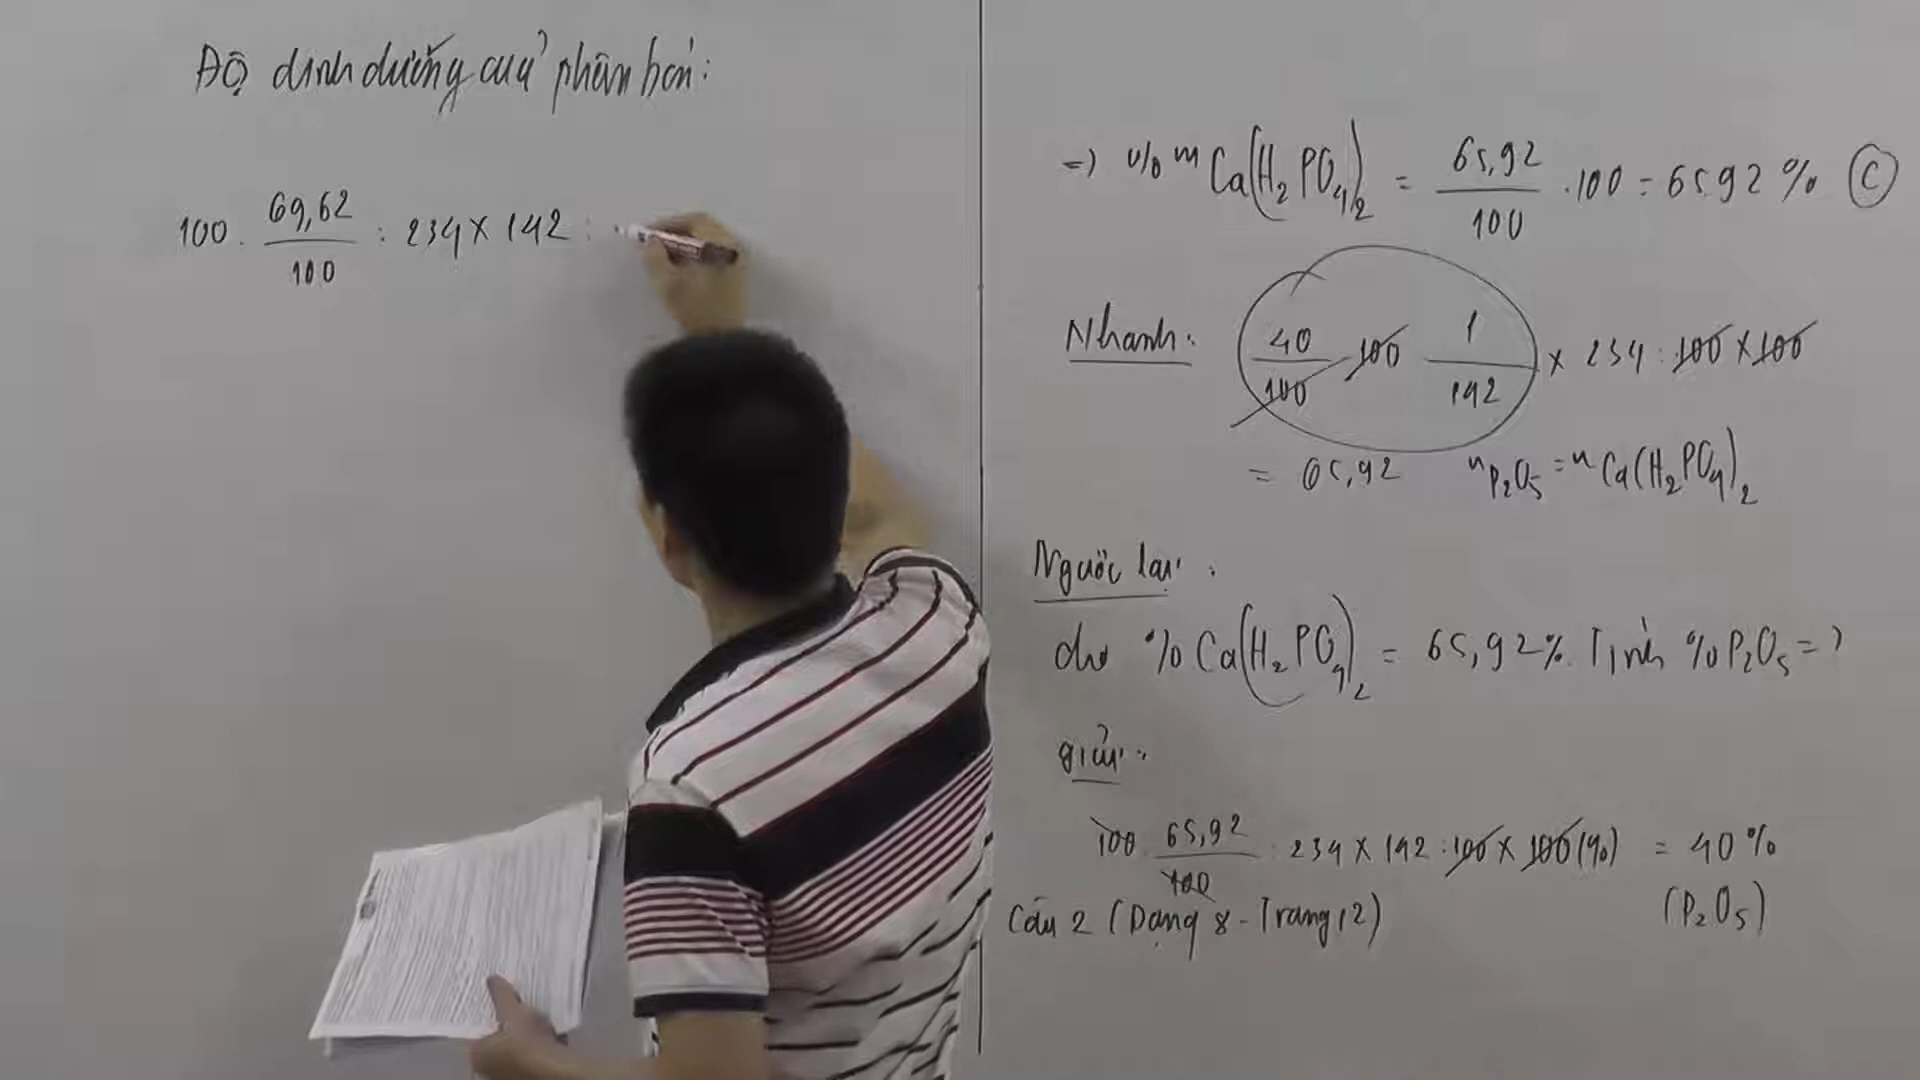 Độ dinh dưỡng của phân bón:
100 . 69,62 / 100 : 234 x 142 :
=) % m Ca(H₂PO₄)₂ = 65,92 / 100 . 100 = 65,92 % (C)
Nhanh: 40 / 100 . 100 . 1 / 142 x 234 : 100 x 100
= 65,92 nP₂O₅ = nCa(H₂PO₄)₂
Ngược lại :
cho % Ca(H₂PO₄)₂ = 65,92%. Tính % P₂O₅ = ?
giải:
100 . 65,92 / 100 : 234 x 142 : 100 x 100 (%) = 40 %
(P₂O₅)
Câu 2 (Dạng 8 - Trang 12)